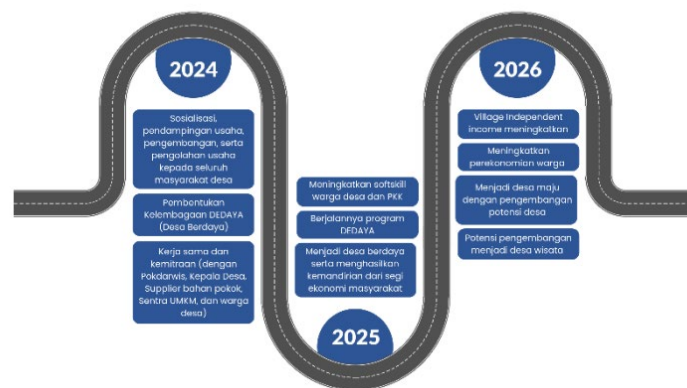 2024
Sosialisasi,
pendampingan usaha,
pengembangan, serta
pengolahan usaha
kepada seluruh
masyarakat desa
Pembentukan
Kelembagaan DEDAYA
(Desa Berdaya)
Kerja sama dan
kemitraan (dengan
Pokdarwis, Kepala Desa,
Supplier bahan pokok,
Sentra UMKM, dan warga
desa)
Meningkatkan softskill
warga desa dan PKK
Berjalannya program
DEDAYA
Menjadi desa berdaya
serta menghasilkan
kemandirian dari segi
ekonomi masyarakat
2025
2026
Village Independent
income meningkatkan
Meningkatkan
perekonomian warga
Menjadi desa maju
dengan pengembangan
potensi desa
Potensi pengembangan
menjadi desa wisata